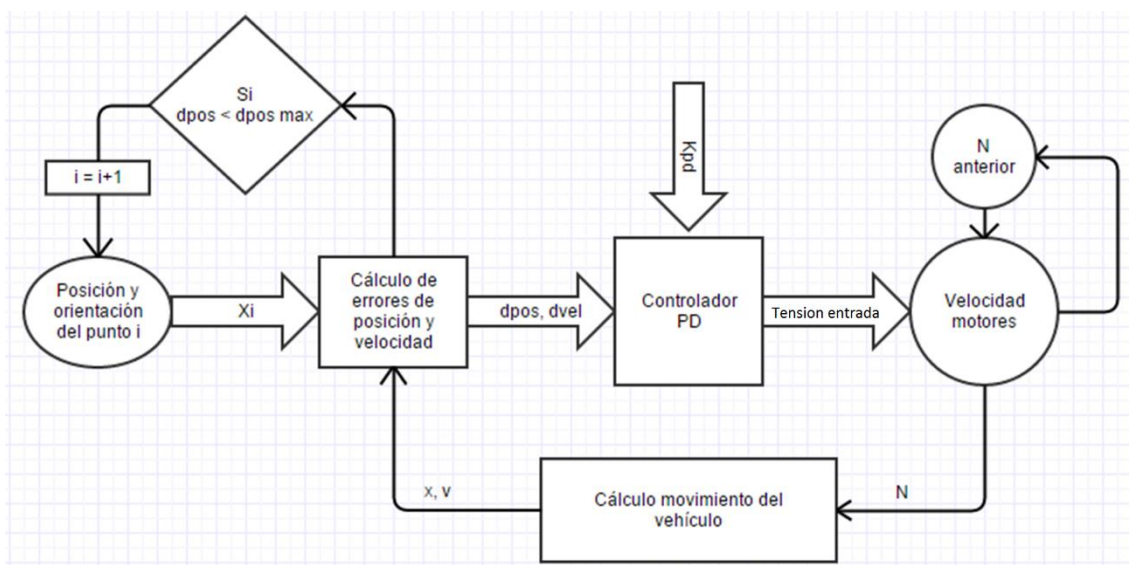 Si
dpos < dpos max
i = i+1
Posición y
orientación
del punto i
Xi
Cálculo de
errores de
posición y
velocidad
dpos, dvel
Kpd
Controlador
PD
Tension entrada
N
anterior
Velocidad
motores
x, v
Cálculo movimiento del
vehículo
N